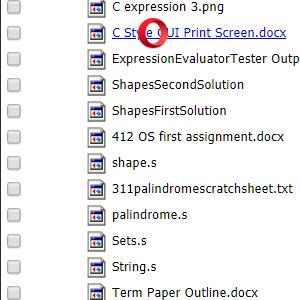 C expression 3.png
C Style GUI Print Screen.docx
ExpressionEvaluatorTester Outp
ShapesSecondSolution
ShapesFirstSolution
412 OS first assignment.docx
shape.s
311palindromescratchsheet.txt
palindrome.s
Sets.s
String.s
Term Paper Outline.docx